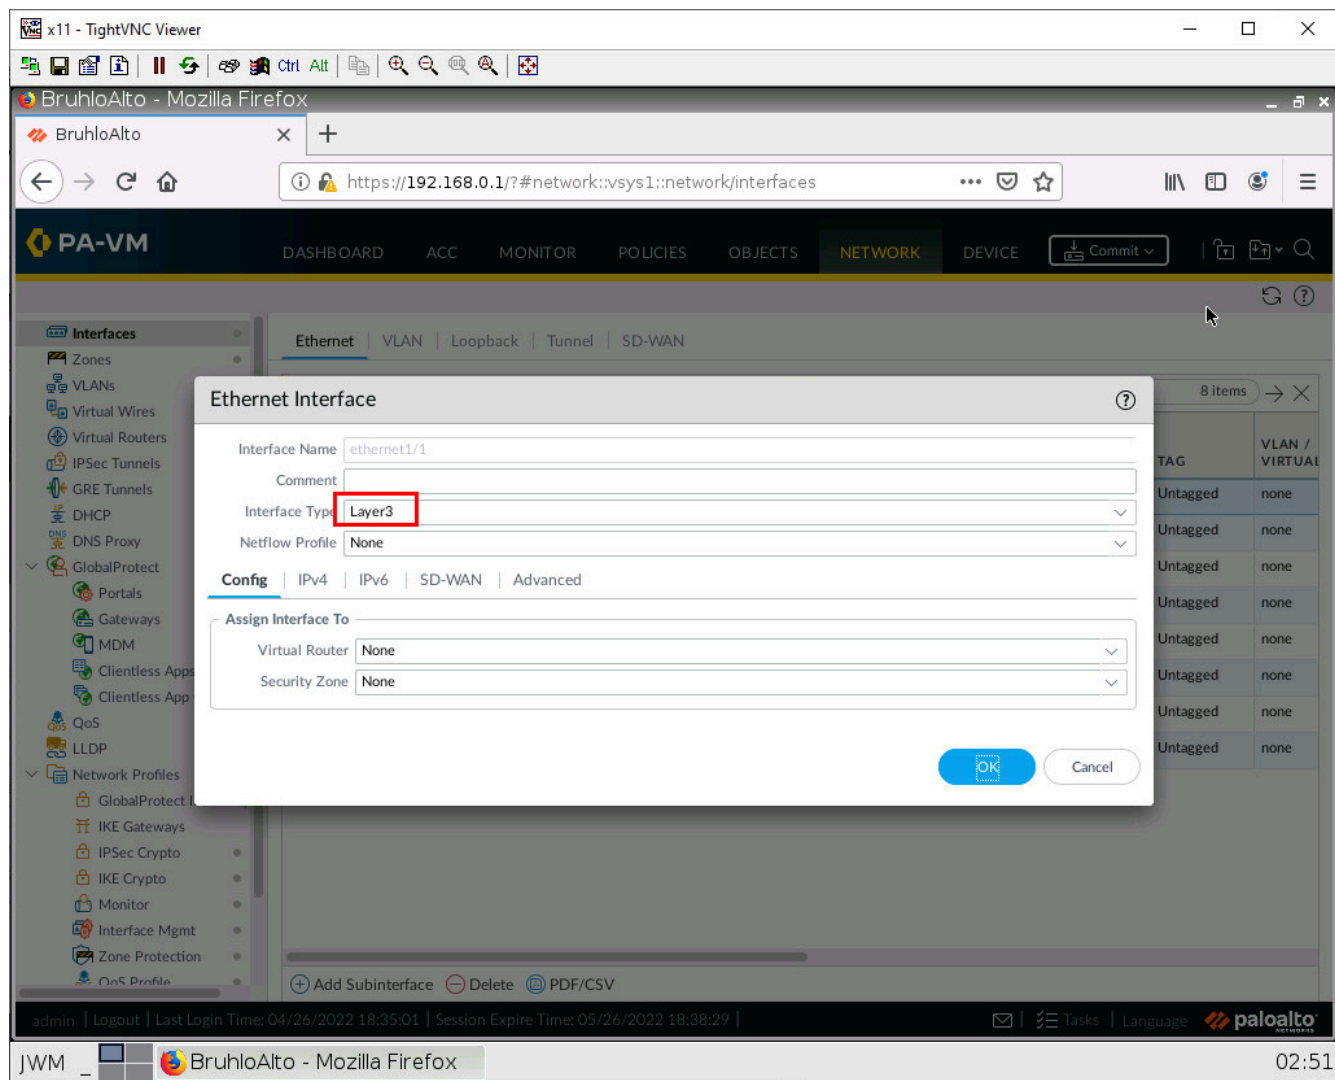 x11 - TightVNC Viewer
Ctrl Alt
BruhloAlto - Mozilla Firefox
BruhloAlto
https://192.168.0.1/?#network::vsys1::network/interfaces
PA-VM
DASHBOARD ACC MONITOR POLICIES OBJECTS NETWORK DEVICE Commit
Interfaces
Zones
VLANs
Virtual Wires
Virtual Routers
IPSec Tunnels
GRE Tunnels
DHCP
DNS Proxy
GlobalProtect
Portals
Gateways
MDM
Clientless Apps
Clientless App
QoS
LLDP
Network Profiles
GlobalProtect
IKE Gateways
IPSec Crypto
IKE Crypto
Monitor
Interface Mgmt
Zone Protection
QoS Profile
Ethernet | VLAN | Loopback | Tunnel | SD-WAN
8 items
TAG
VLAN /
VIRTUAL
Untagged none
Untagged none
Untagged none
Untagged none
Untagged none
Untagged none
Untagged none
Untagged none
Ethernet Interface
Interface Name ethernet1/1
Comment
Interface Type Layer3
Netflow Profile None
Config | IPv4 | IPv6 | SD-WAN | Advanced
Assign Interface To
Virtual Router None
Security Zone None
OK Cancel
Add Subinterface Delete PDF/CSV
admin | Logout | Last Login Time: 04/26/2022 18:35:01 | Session Expire Time: 05/26/2022 18:38:29 |
Tasks | Language paloalto
NETWORKS
JWM _ BruhloAlto - Mozilla Firefox 02:51